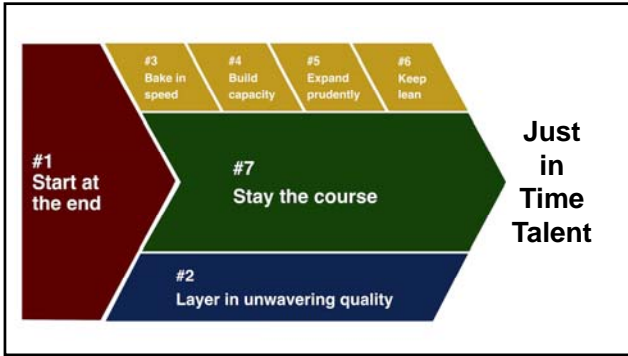 #1
Start at
the end
#3
Bake in
speed
#4
Build
capacity
#5
Expand
prudently
#6
Keep
lean
#7
Stay the course
#2
Layer in unwavering quality
Just
in
Time
Talent